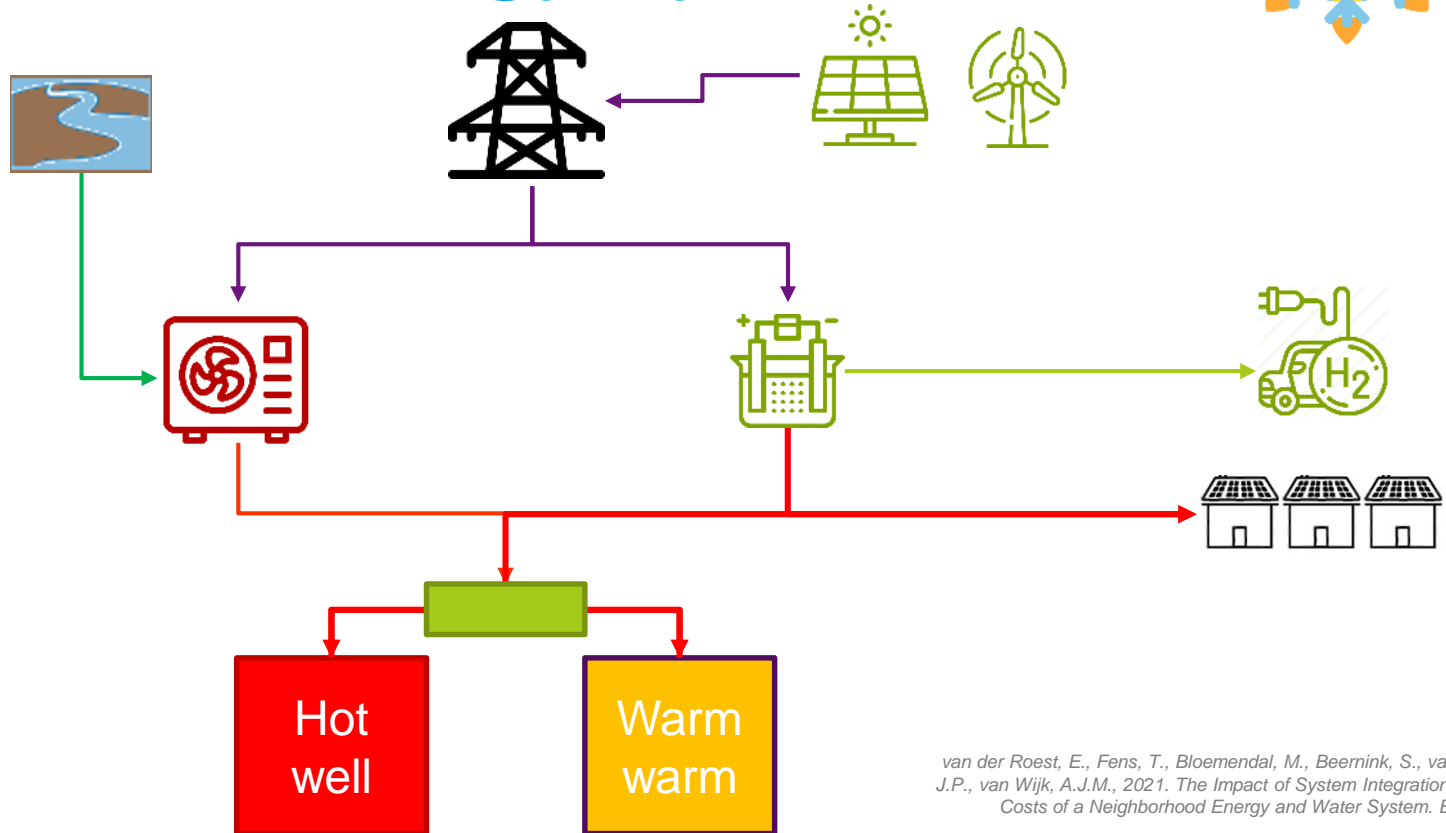 + −
H2
Hot
well
Warm
warm
van der Roest, E., Fens, T., Bloemendal, M., Beernink, S., va
J.P., van Wijk, A.J.M., 2021. The Impact of System Integration
Costs of a Neighborhood Energy and Water System. E